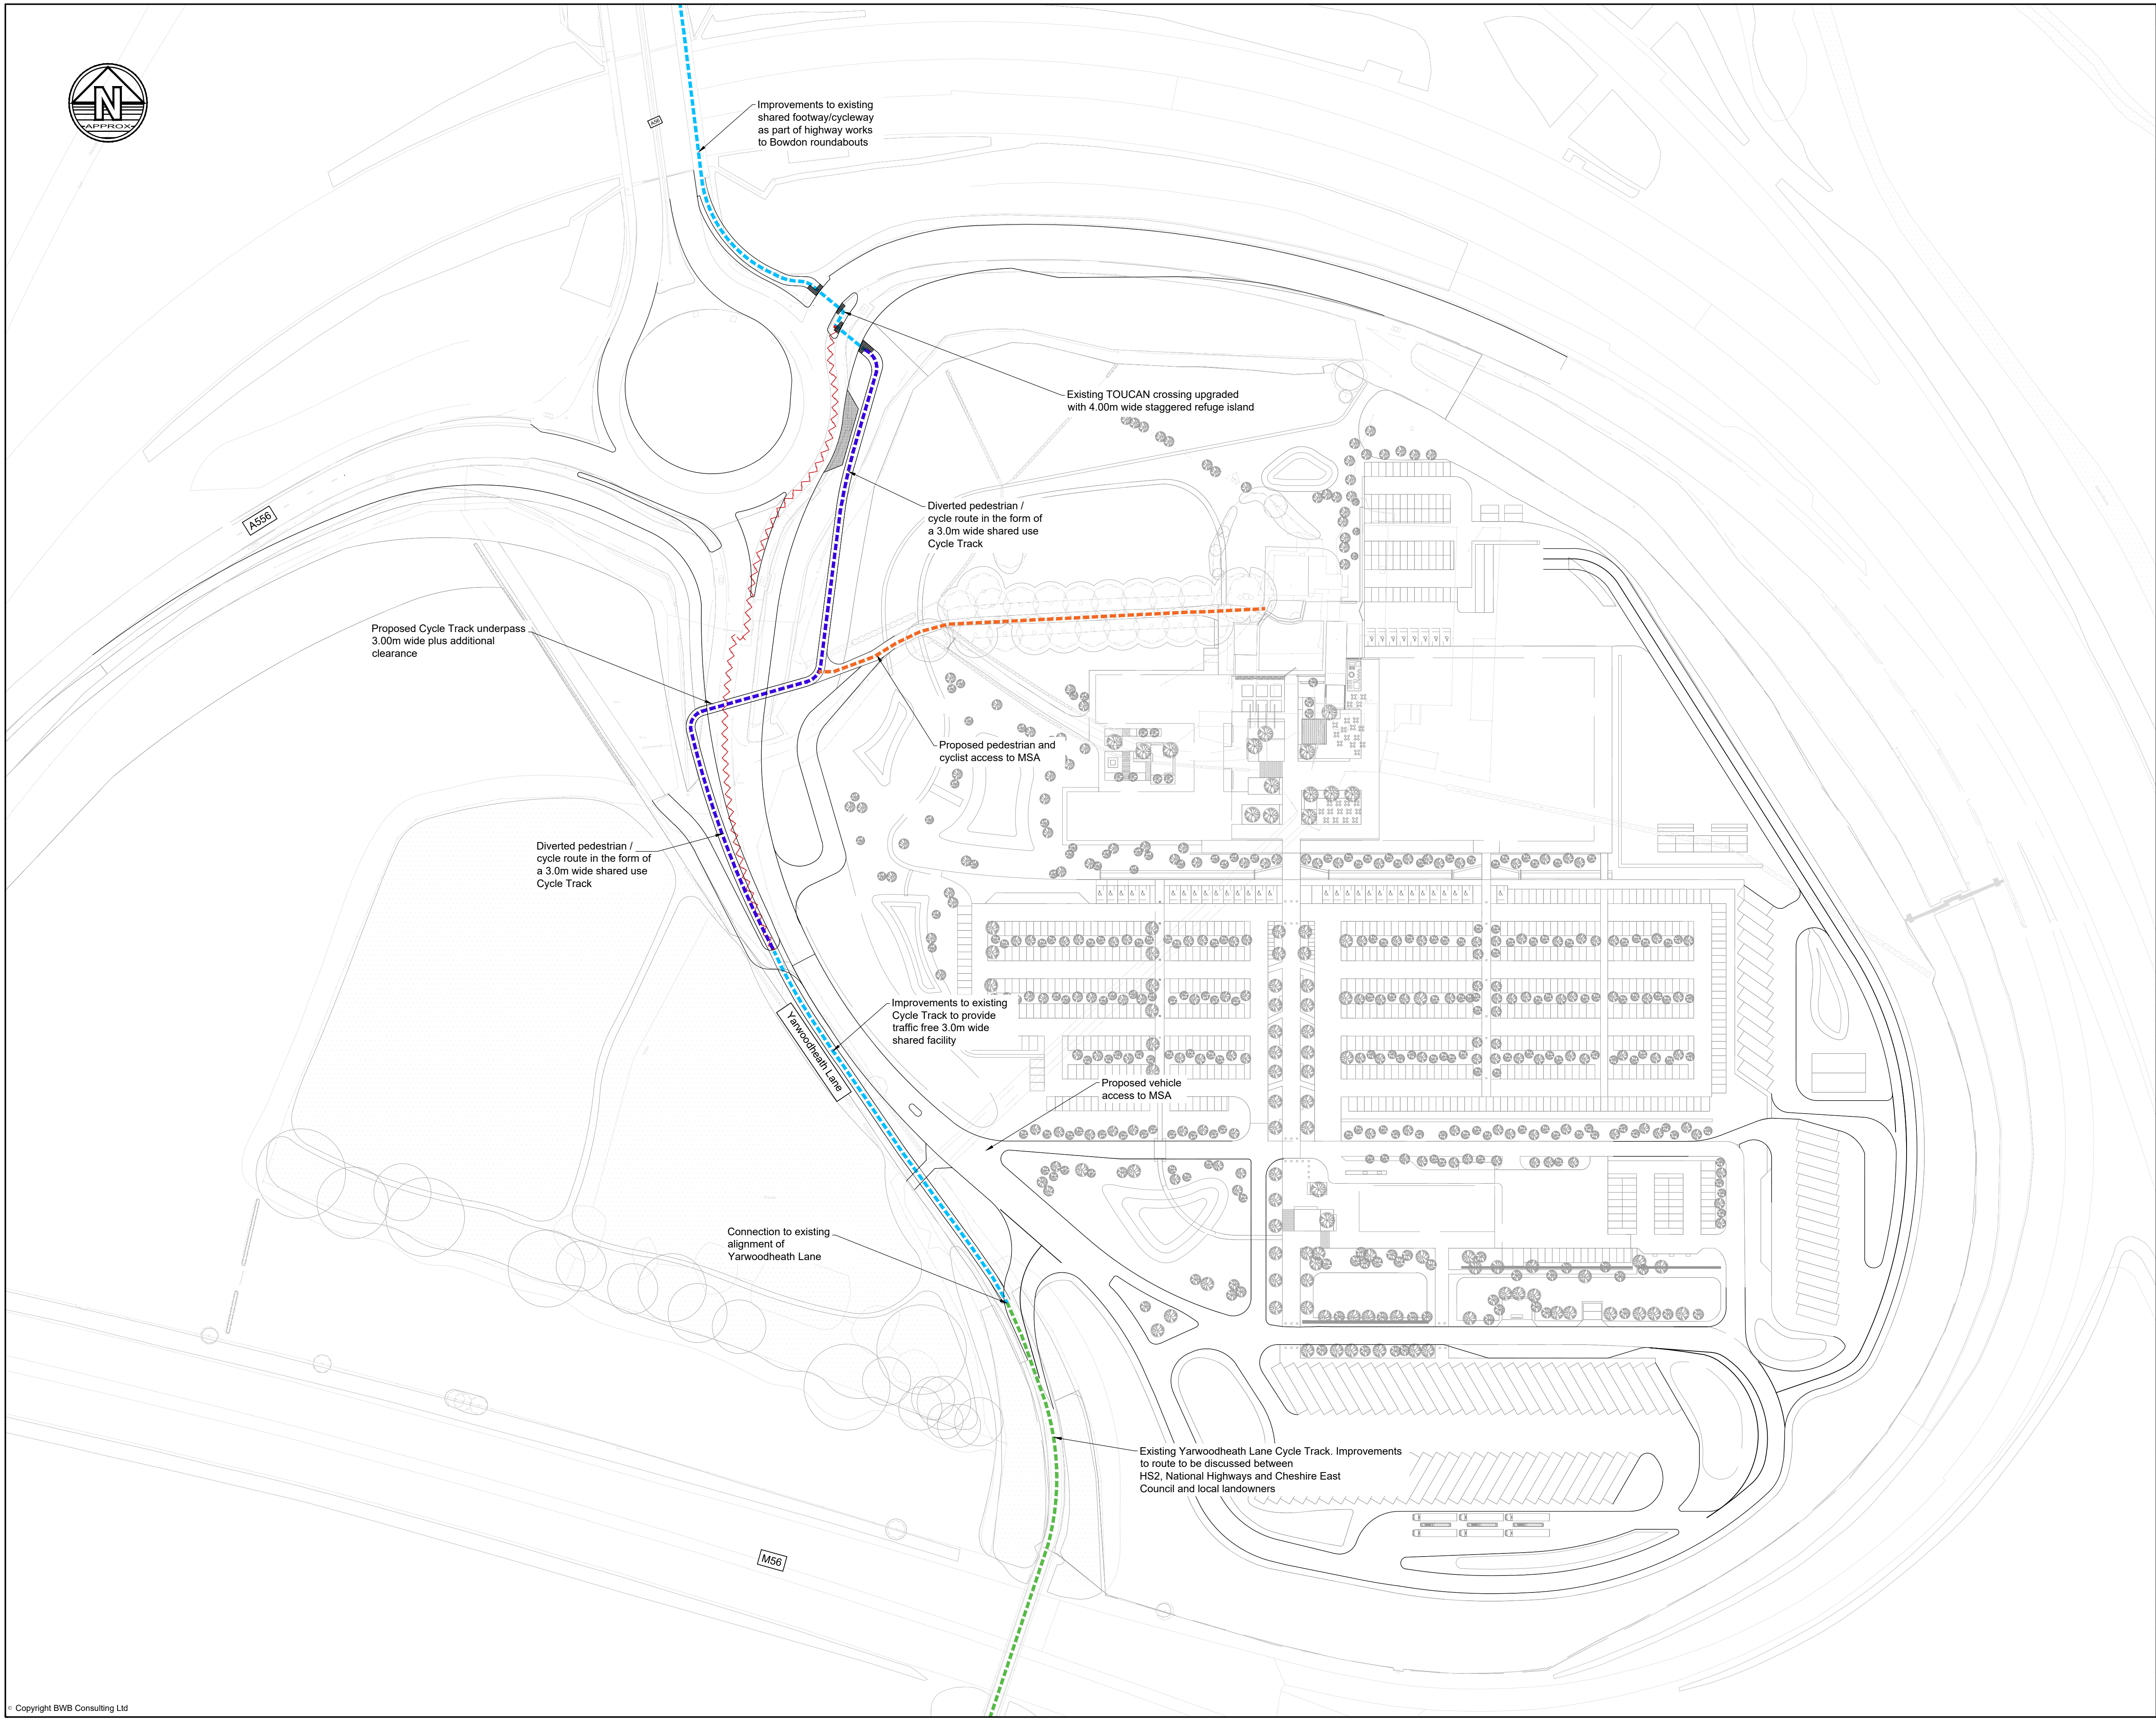 N
APPROX
Improvements to existing
shared footway/cycleway
as part of highway works
to Bowdon roundabouts
A56
Existing TOUCAN crossing upgraded
with 4.00m wide staggered refuge island
Diverted pedestrian /
cycle route in the form of
a 3.0m wide shared use
Cycle Track
A556
Proposed Cycle Track underpass
3.00m wide plus additional
clearance
Proposed pedestrian and
cyclist access to MSA
Diverted pedestrian /
cycle route in the form of
a 3.0m wide shared use
Cycle Track
Improvements to existing
Cycle Track to provide
traffic free 3.0m wide
shared facility
Yarwoodheath Lane
Proposed vehicle
access to MSA
Connection to existing
alignment of
Yarwoodheath Lane
Existing Yarwoodheath Lane Cycle Track. Improvements
to route to be discussed between
HS2, National Highways and Cheshire East
Council and local landowners
M56
© Copyright BWB Consulting Ltd